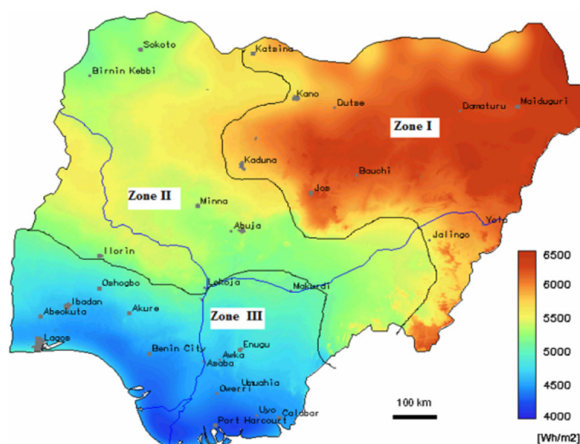 Sokoto
Katsina
Birnin Kebbi
Kano
Dutse
Damaturu
Maiduguri
Zone I
Kaduna
Bauchi
Jos
Zone II
Minna
Abuja
Yola
Jalingo
Ilorin
Lokoja
Makurdi
Oshogbo
Ibadan
Abeokuta
Akure
Zone III
Lagos
Benin City
Enugu
Awka
Asaba
Umuahia
Owerri
Uyo
Calabar
Port Harcourt
100 km
6500
6000
5500
5000
4500
4000
[Wh/m2]